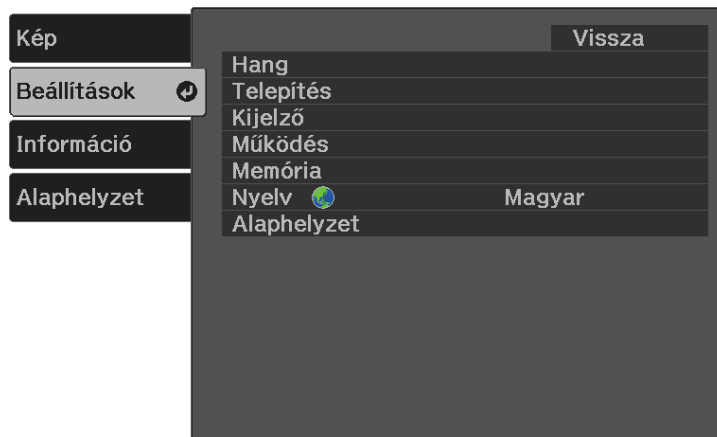 Kép
Beállítások
Információ
Alaphelyzet
Vissza
Hang
Telepítés
Kijelző
Működés
Memória
Nyelv Magyar
Alaphelyzet